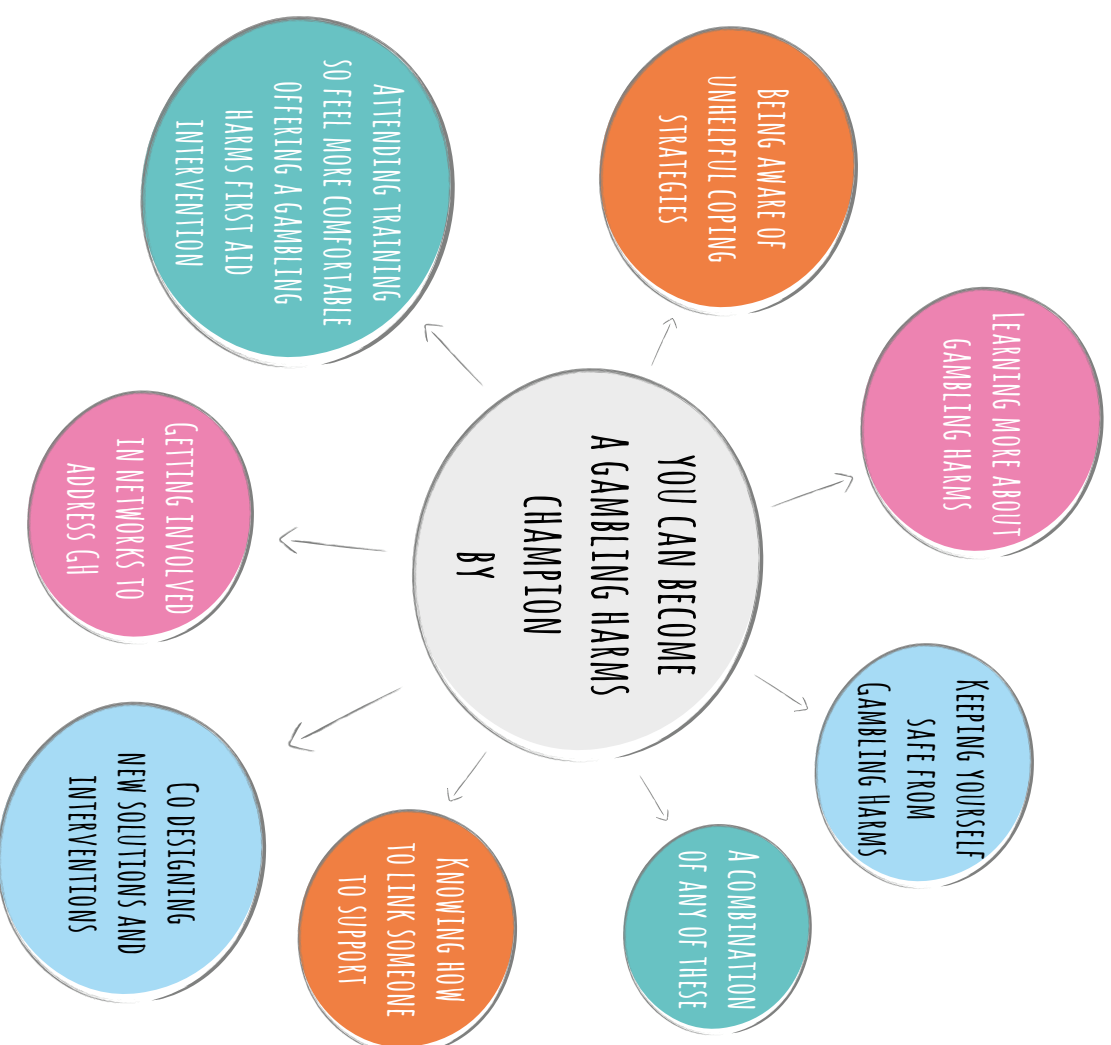 YOU CAN BECOME
A GAMBLING HARMS
CHAMPION
BY
LEARNING MORE ABOUT
GAMBLING HARMS
KEEPING YOURSELF
SAFE FROM
GAMBLING HARMS
A COMBINATION
OF ANY OF THESE
KNOWING HOW
TO LINK SOMEONE
TO SUPPORT
CO DESIGNING
NEW SOLUTIONS AND
INTERVENTIONS
GETTING INVOLVED
IN NETWORKS TO
ADDRESS GH
ATTENDING TRAINING
SO FEEL MORE COMFORTABLE
OFFERING A GAMBLING
HARMS FIRST AID
INTERVENTION
BEING AWARE OF
UNHELPFUL COPING
STRATEGIES